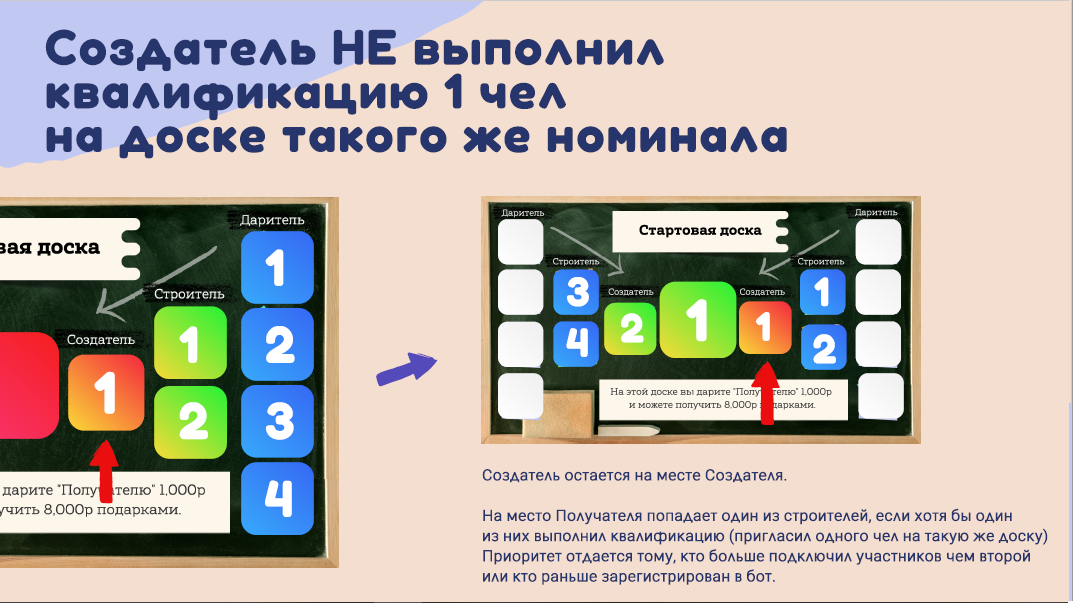 Создатель НЕ выполнил
квалификацию 1 чел
на доске такого же номинала
Даритель
вая доска
1
Строитель
Создатель
1
2
1
2
3
4
дарите "Получателю" 1,000р
учить 8,000р подарками.
Даритель
Даритель
Стартовая доска
Строитель
Строитель
3
1
Создатель
Создатель
2
1
1
4
2
На этой доске вы дарите "Получателю" 1,000р
и можете получить 8,000р подарками.
Создатель остается на месте Создателя.
На место Получателя попадает один из строителей, если хотя бы один
из них выполнил квалификацию (пригласил одного чел на такую же доску)
Приоритет отдается тому, кто больше подключил участников чем второй
или кто раньше зарегистрирован в бот.